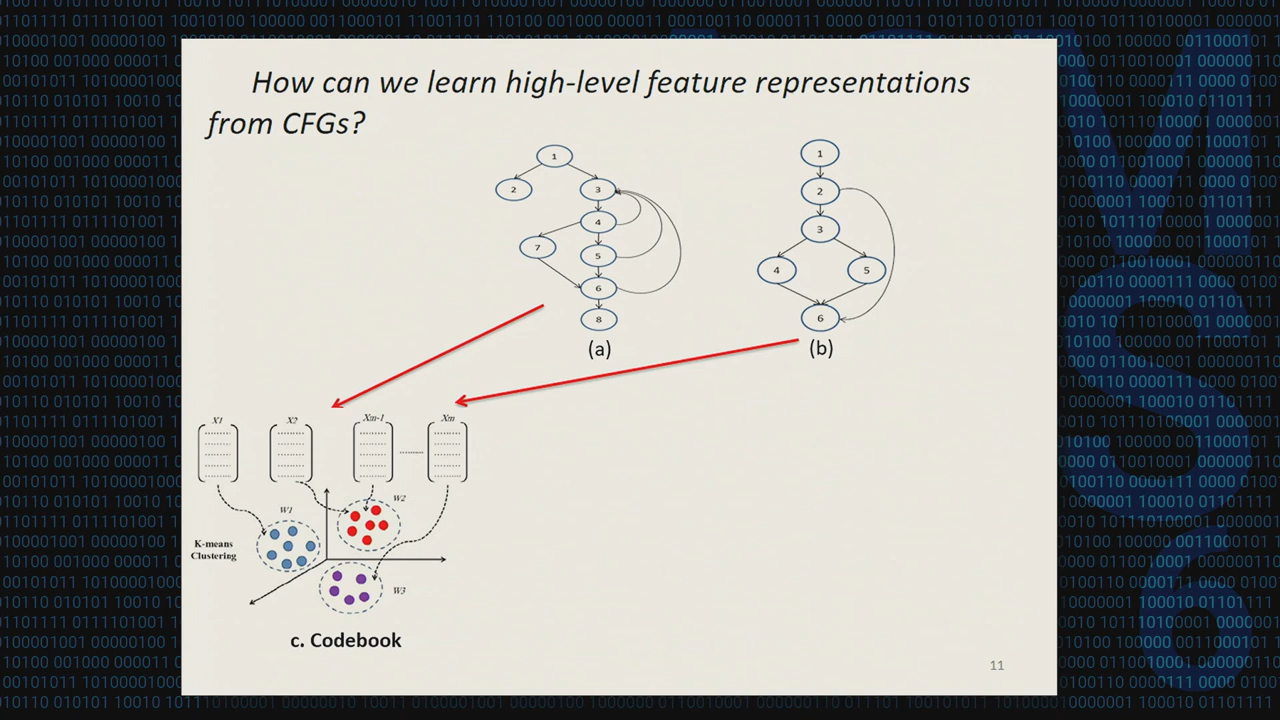 How can we learn high-level feature representations
from CFGs?
1
2
3
4
7
5
6
8
(a)
1
2
3
4
5
6
(b)
X1
X2
Xm-1
Xm
W1
W2
K-means
Clustering
W3
c. Codebook
11